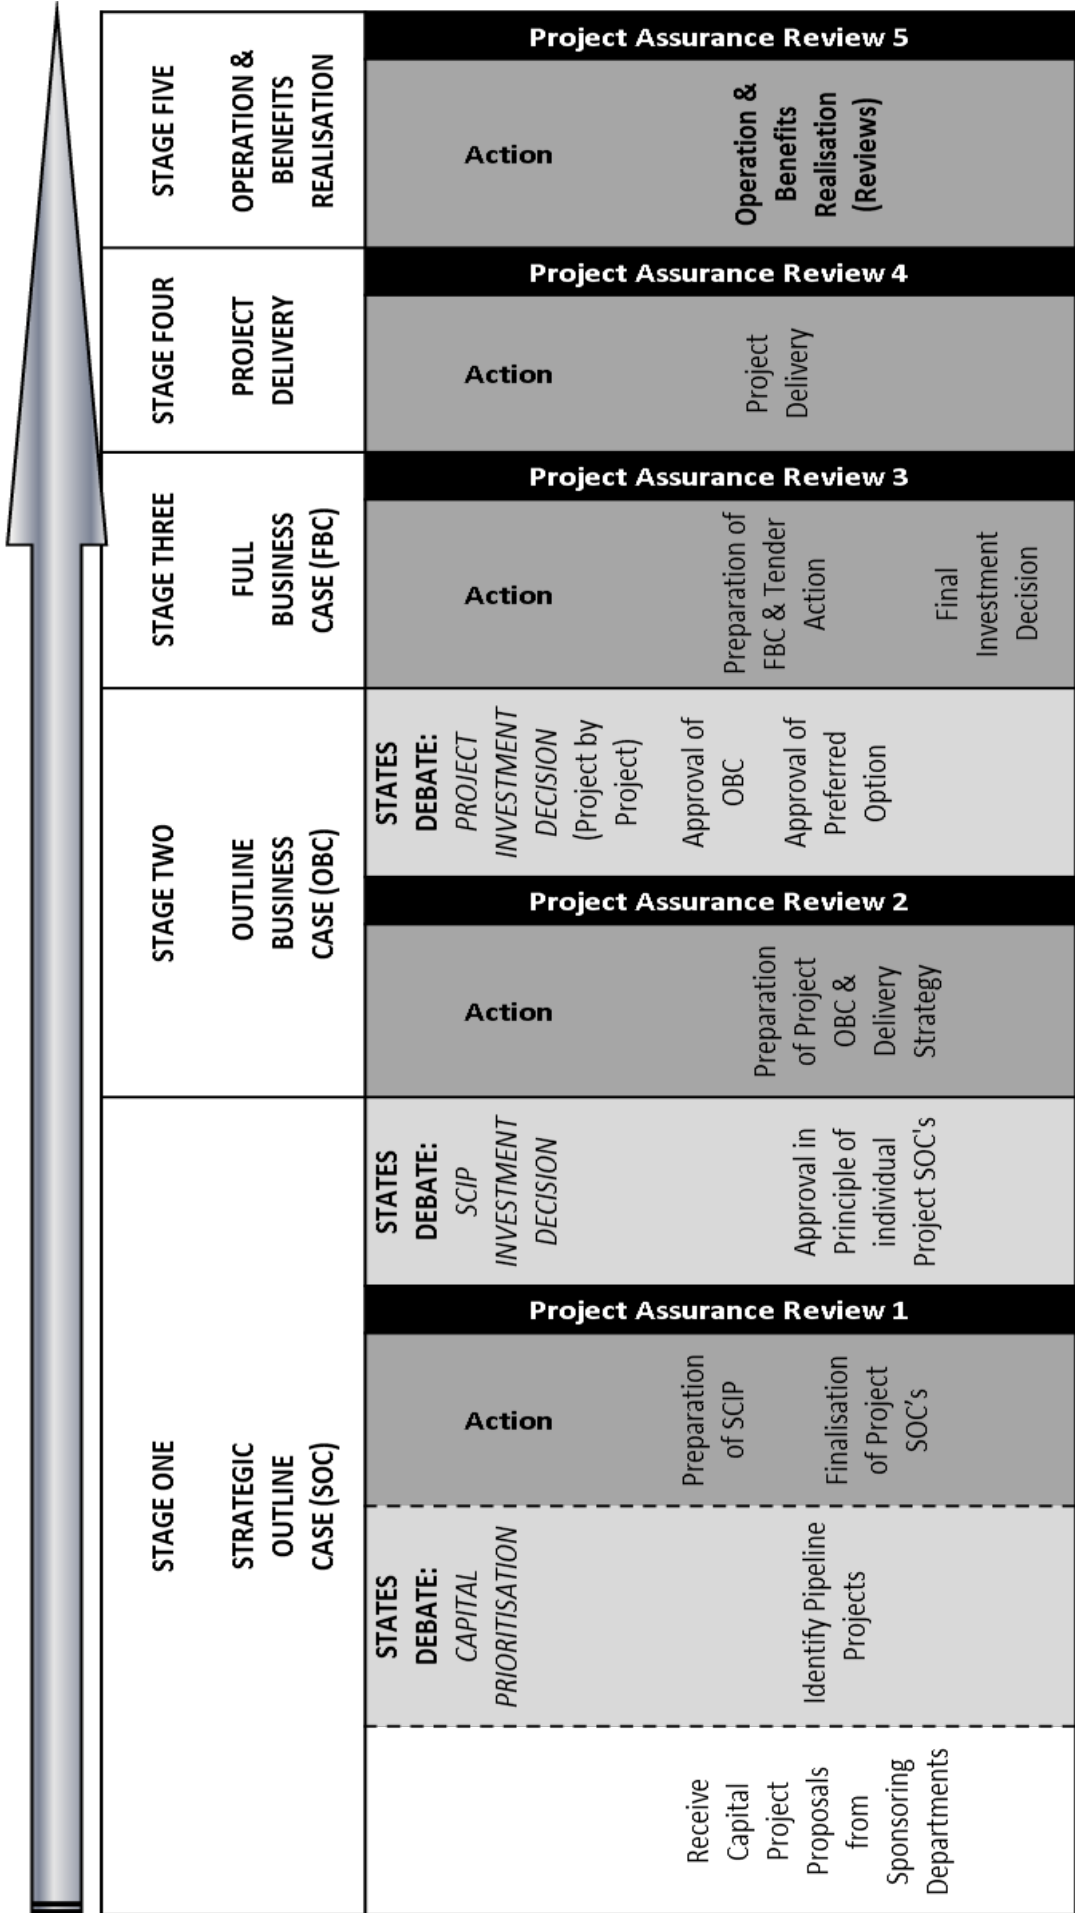 STAGE ONE
STRATEGIC
OUTLINE
CASE (SOC)
STAGE TWO
OUTLINE
BUSINESS
CASE (OBC)
STAGE THREE
FULL
BUSINESS
CASE (FBC)
STAGE FOUR
PROJECT
DELIVERY
STAGE FIVE
OPERATION &
BENEFITS
REALISATION
Receive
Capital
Project
Proposals
from
Sponsoring
Departments
STATES
DEBATE:
CAPITAL
PRIORITISATION
Identify Pipeline
Projects
Action
Preparation
of SCIP
Finalisation
of Project
SOC’s
Project Assurance Review 1
STATES
DEBATE:
SCIP
INVESTMENT
DECISION
Approval in
Principle of
individual
Project SOC's
Action
Preparation
of Project
OBC &
Delivery
Strategy
Project Assurance Review 2
STATES
DEBATE:
PROJECT
INVESTMENT
DECISION
(Project by
Project)
Approval of
OBC
Approval of
Preferred
Option
Action
Preparation of
FBC & Tender
Action
Final
Investment
Decision
Project Assurance Review 3
Action
Project
Delivery
Project Assurance Review 4
Action
Operation &
Benefits
Realisation
(Reviews)
Project Assurance Review 5